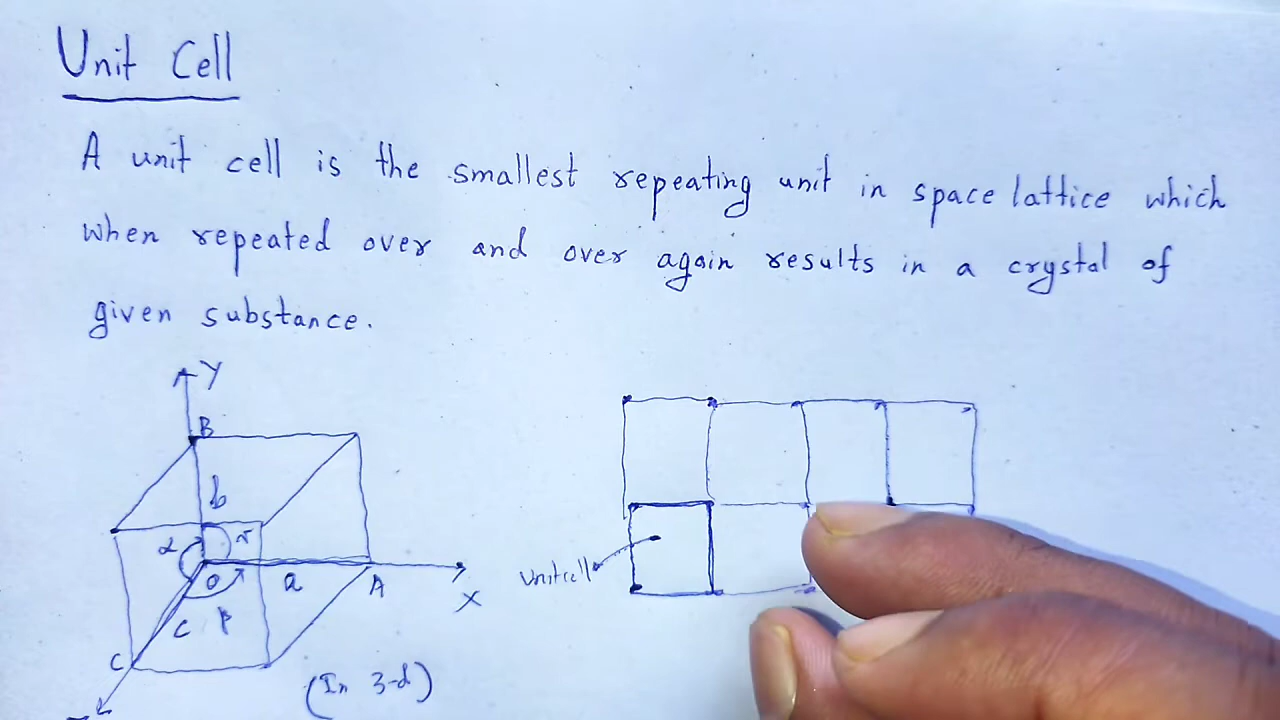 Unit Cell
A unit cell is the smallest repeating unit in space lattice which
when repeated over and over again results in a crystal of
given substance.
Y
B
b
α γ
O a A
X
c β
C
(In 3-d)
Unitcell